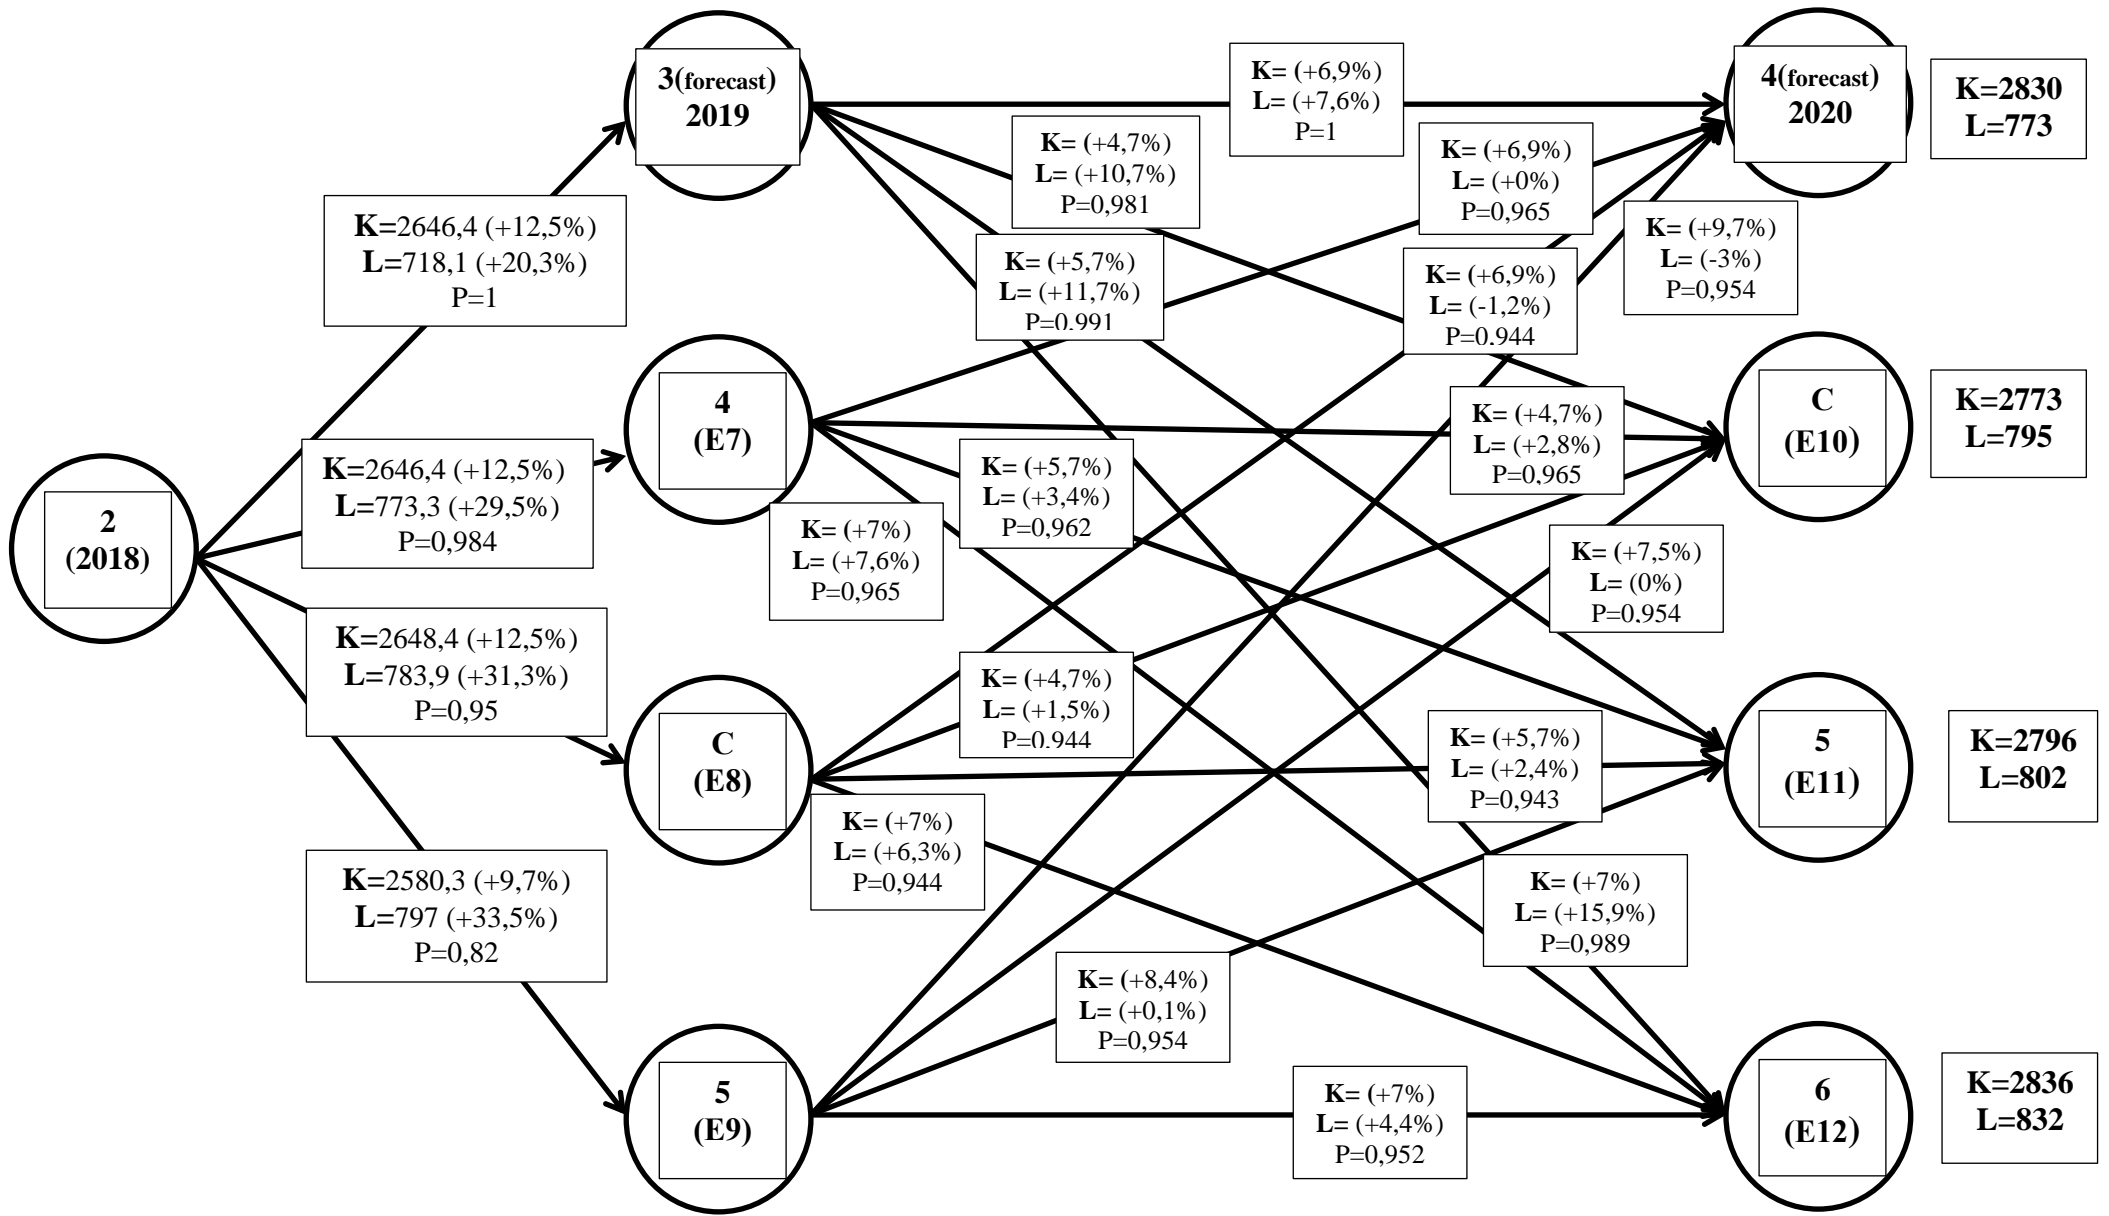 3(forecast)
2019
4(forecast)
2020
K=2830
L=773
K= (+6,9%)
L= (+7,6%)
P=1
K= (+4,7%)
L= (+10,7%)
P=0,981
K= (+6,9%)
L= (+0%)
P=0,965
K=2646,4 (+12,5%)
L=718,1 (+20,3%)
P=1
K= (+9,7%)
L= (-3%)
P=0,954
K= (+5,7%)
L= (+11,7%)
P=0,991
K= (+6,9%)
L= (-1,2%)
P=0,944
4
(E7)
C
(E10)
K=2773
L=795
K= (+4,7%)
L= (+2,8%)
P=0,965
K=2646,4 (+12,5%)
L=773,3 (+29,5%)
P=0,984
K= (+5,7%)
L= (+3,4%)
P=0,962
2
(2018)
K= (+7%)
L= (+7,6%)
P=0,965
K= (+7,5%)
L= (0%)
P=0,954
K=2648,4 (+12,5%)
L=783,9 (+31,3%)
P=0,95
K= (+4,7%)
L= (+1,5%)
P=0,944
C
(E8)
K= (+5,7%)
L= (+2,4%)
P=0,943
5
(E11)
K=2796
L=802
K= (+7%)
L= (+6,3%)
P=0,944
K=2580,3 (+9,7%)
L=797 (+33,5%)
P=0,82
K= (+7%)
L= (+15,9%)
P=0,989
K= (+8,4%)
L= (+0,1%)
P=0,954
5
(E9)
K= (+7%)
L= (+4,4%)
P=0,952
6
(E12)
K=2836
L=832